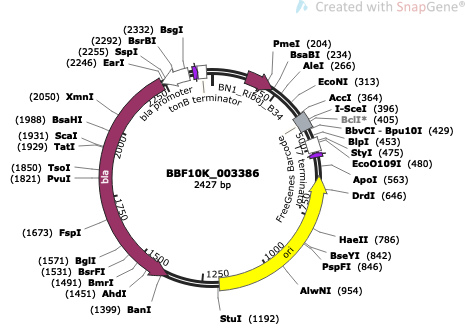 Created with SnapGene®
(2332) BsgI
(2292) BsrBI
(2255) SspI
(2246) EarI
(2050) XmnI
(1988) BsaHI
(1931) ScaI
(1929) TatI
(1850) TsoI
(1821) PvuI
(1673) FspI
(1571) BglI
(1531) BsrFI
(1491) BmrI
(1451) AhdI
(1399) BanI
PmeI (204)
BsaBI (234)
AleI (266)
EcoNI (313)
AccI (364)
I-SceI (396)
BclI* (405)
BbvCI - Bpu10I (429)
BlpI (453)
StyI (475)
EcoO109I (480)
ApoI (563)
DrdI (646)
HaeII (786)
BseYI (842)
PspFI (846)
AlwNI (954)
StuI (1192)
BBF10K_003386
2427 bp
bla promoter
tonB terminator
BN1_Ribo1_B34
T7 terminator
FreeGenes Barcode
bla
ori
250
750
1000
1250
1500
1750
2000
2250